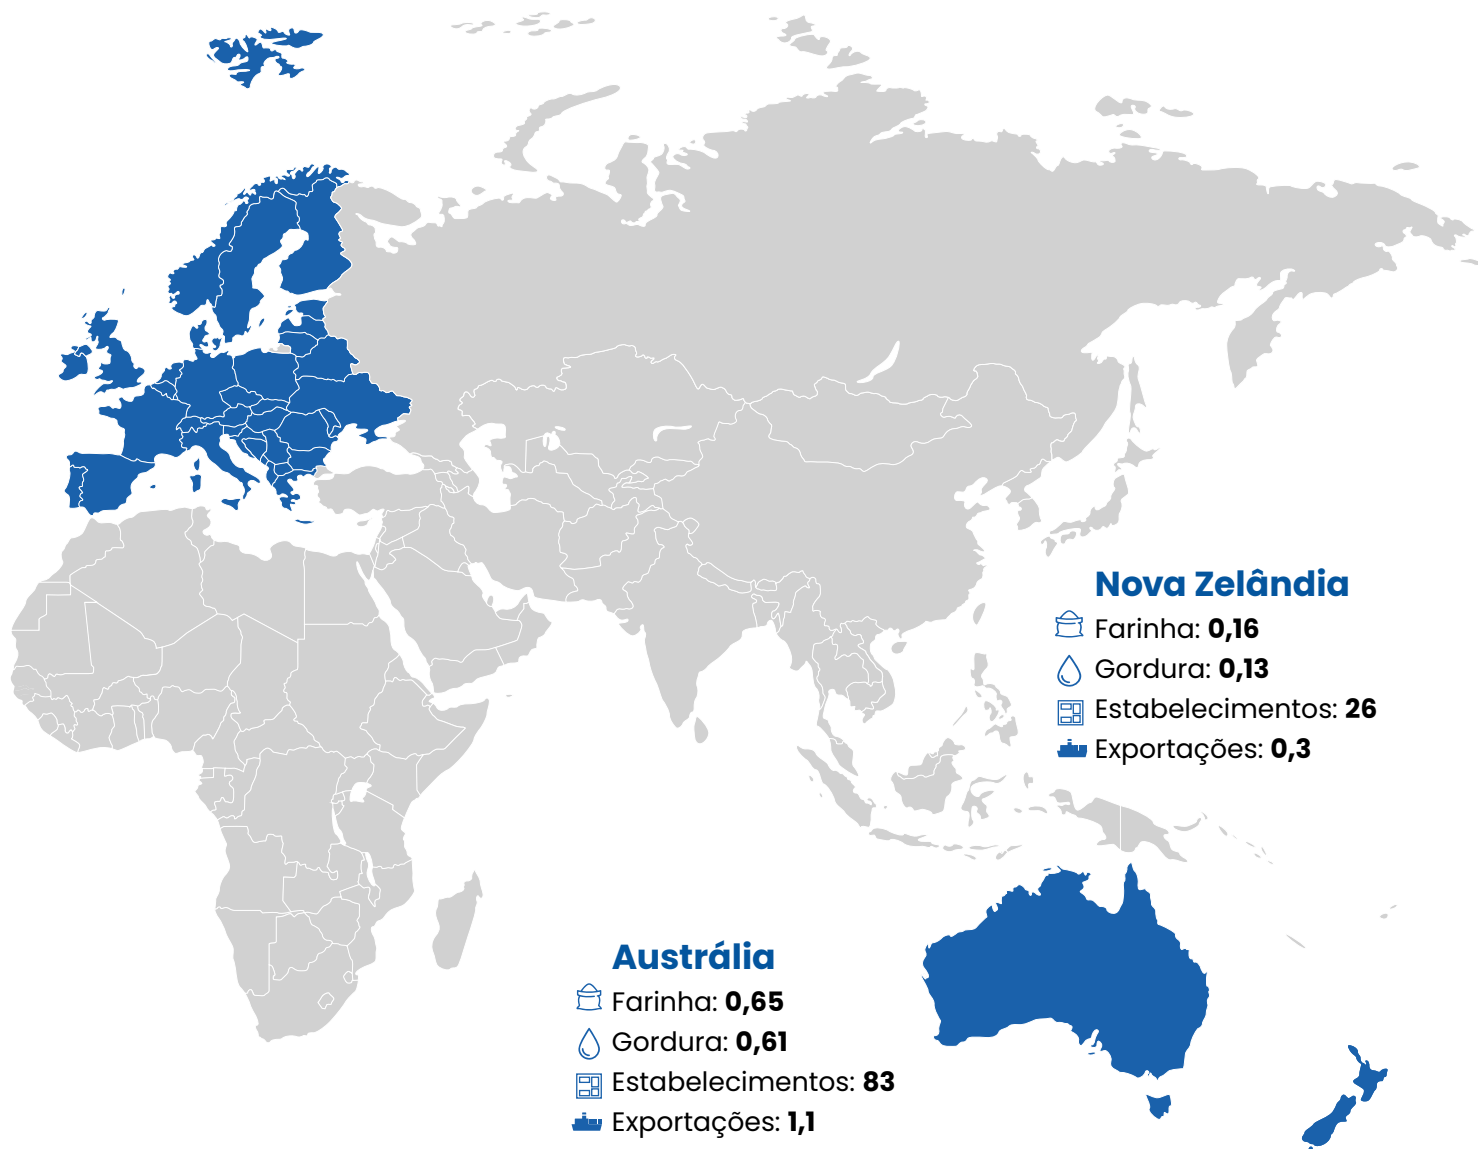 Nova Zelândia
Farinha: 0,16
Gordura: 0,13
Estabelecimentos: 26
Exportações: 0,3
Austrália
Farinha: 0,65
Gordura: 0,61
Estabelecimentos: 83
Exportações: 1,1